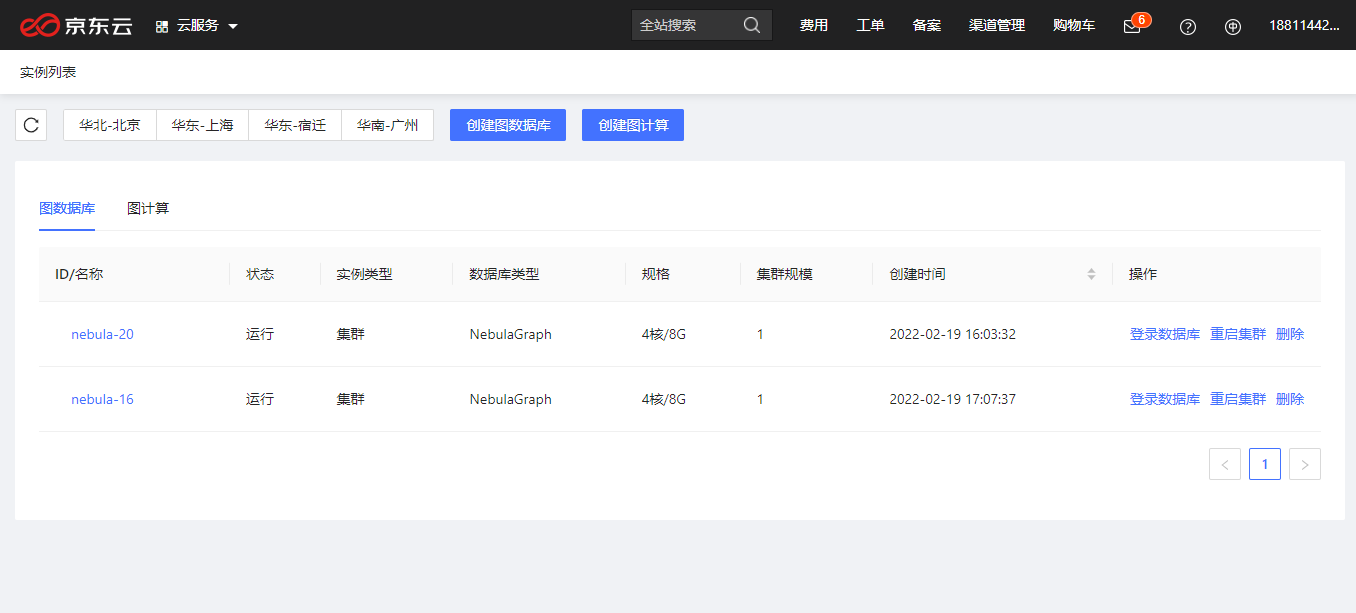 京东云 云服务 全站搜索 费用 工单 备案 渠道管理 购物车 6 18811442...
实例列表
华北-北京 华东-上海 华东-宿迁 华南-广州 创建图数据库 创建图计算
图数据库 图计算
ID/名称 状态 实例类型 数据库类型 规格 集群规模 创建时间 操作
nebula-20 运行 集群 NebulaGraph 4核/8G 1 2022-02-19 16:03:32 登录数据库 重启集群 删除
nebula-16 运行 集群 NebulaGraph 4核/8G 1 2022-02-19 17:07:37 登录数据库 重启集群 删除
< 1 >